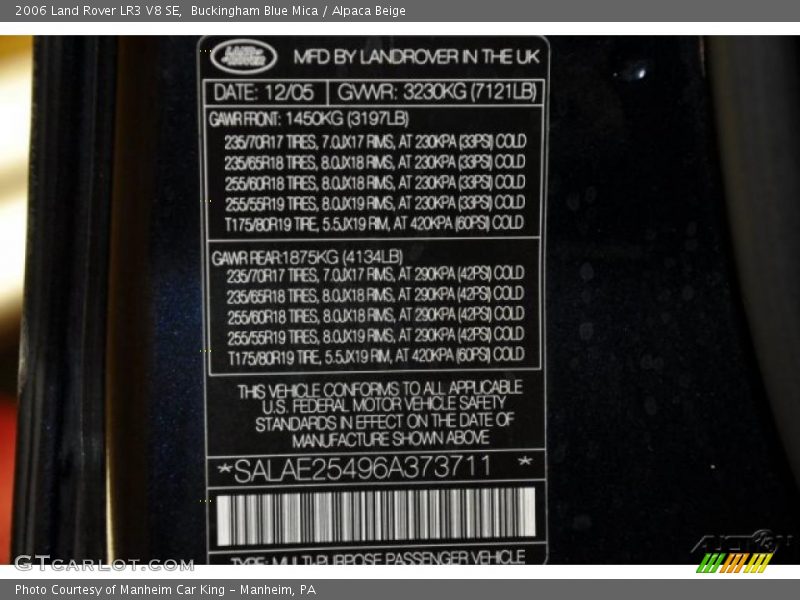 2006 Land Rover LR3 V8 SE,  Buckingham Blue Mica / Alpaca Beige
LAND ROVER MFD BY LANDROVER IN THE UK
DATE: 12/05 GVWR: 3230KG (7121LB)
GAWR FRONT: 1450KG (3197LB)
235/70R17 TIRES, 7.0JX17 RIMS, AT 230KPA (33PSI) COLD
235/65R18 TIRES, 8.0JX18 RIMS, AT 230KPA (33PSI) COLD
255/60R18 TIRES, 8.0JX18 RIMS, AT 230KPA (33PSI) COLD
255/55R19 TIRES, 8.0JX19 RIMS, AT 230KPA (33PSI) COLD
T175/80R19 TIRE, 5.5JX19 RIM, AT 420KPA (60PSI) COLD
GAWR REAR:1875KG (4134LB)
235/70R17 TIRES, 7.0JX17 RIMS, AT 290KPA (42PSI) COLD
235/65R18 TIRES, 8.0JX18 RIMS, AT 290KPA (42PSI) COLD
255/60R18 TIRES, 8.0JX18 RIMS, AT 290KPA (42PSI) COLD
255/55R19 TIRES, 8.0JX19 RIMS, AT 290KPA (42PSI) COLD
T175/80R19 TIRE, 5.5JX19 RIM, AT 420KPA (60PSI) COLD
THIS VEHICLE CONFORMS TO ALL APPLICABLE
U.S. FEDERAL MOTOR VEHICLE SAFETY
STANDARDS IN EFFECT ON THE DATE OF
MANUFACTURE SHOWN ABOVE
*SALAE25496A373711 *
TYPE: MULTI-PURPOSE PASSENGER VEHICLE
GTCARLOT.COM
Photo Courtesy of Manheim Car King - Manheim, PA